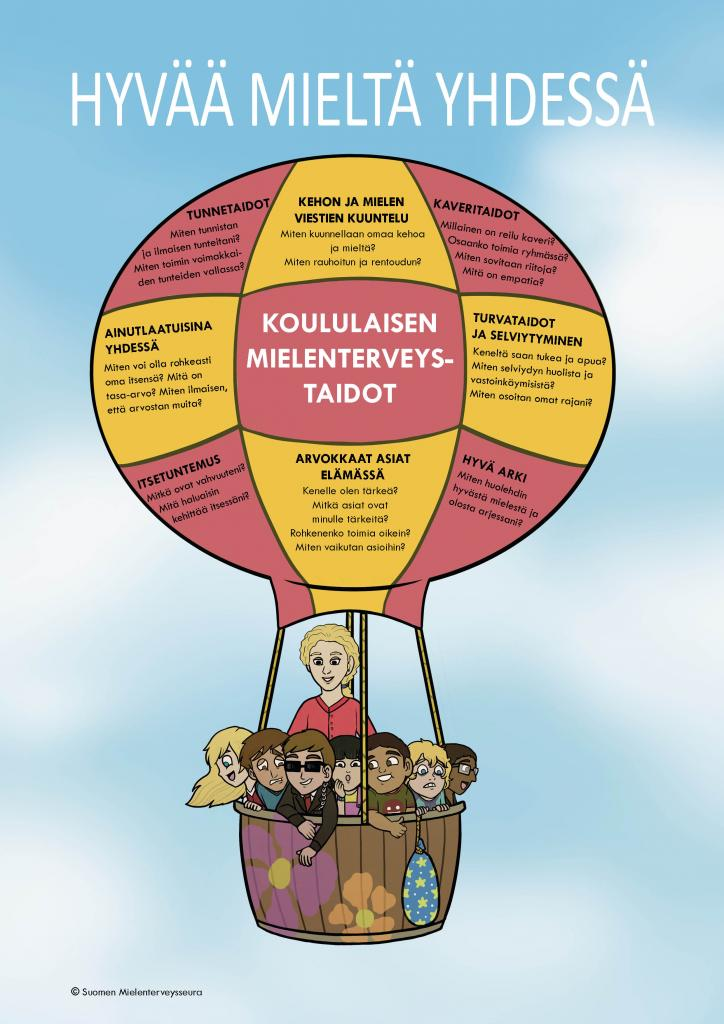 HYVÄÄ MIELTÄ YHDESSÄ
TUNNETAIDOT
Miten tunnistan
ja ilmaisen tunteitani?
Miten toimin voimakkai-
den tunteiden vallassa?
KEHON JA MIELEN
VIESTIEN KUUNTELU
Miten kuunnellaan omaa kehoa
ja mieltä?
Miten rauhoitun ja rentoudun?
KAVERITAIDOT
Millainen on reilu kaveri?
Osaanko toimia ryhmässä?
Miten sovitaan riitoja?
Mitä on empatia?
AINUTLAATUISINA
YHDESSÄ
Miten voi olla rohkeasti
oma itsensä? Mitä on
tasa-arvo? Miten ilmaisen,
että arvostan muita?
KOULULAISEN
MIELENTERVEYS-
TAIDOT
TURVATAIDOT
JA SELVIYTYMINEN
Keneltä saan tukea ja apua?
Miten selviydyn huolista ja
vastoinkäymisistä?
Miten osoitan omat rajani?
ITSETUNTEMUS
Mitkä ovat vahvuuteni?
Mitä haluaisin
kehittää itsessäni?
ARVOKKAAT ASIAT
ELÄMÄSSÄ
Kenelle olen tärkeä?
Mitkä asiat ovat
minulle tärkeitä?
Rohkenenko toimia oikein?
Miten vaikutan asioihin?
HYVÄ ARKI
Miten huolehdin
hyvästä mielestä ja
olosta arjessani?
© Suomen Mielenterveysseura